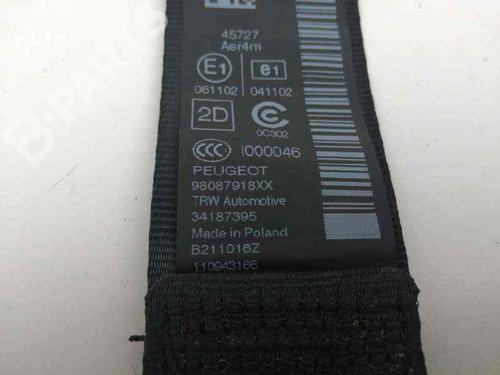 45727
Aer4m
E1 e1
061102 041102
2D
0C302
CCC I000046
PEUGEOT
98087918XX
TRW Automotive
34187395
Made in Poland
B211016Z
110943166
B-PARTS